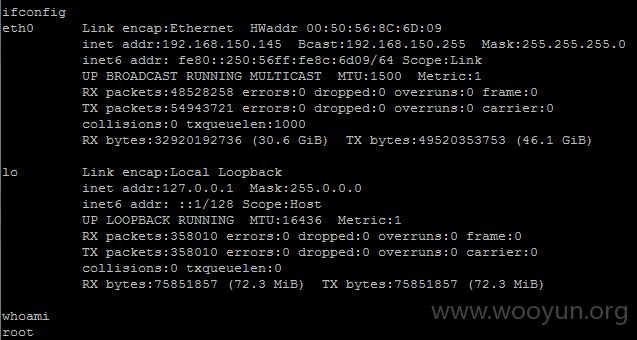 ifconfig
eth0      Link encap:Ethernet  HWaddr 00:50:56:8C:6D:09
          inet addr:192.168.150.145  Bcast:192.168.150.255  Mask:255.255.255.0
          inet6 addr: fe80::250:56ff:fe8c:6d09/64 Scope:Link
          UP BROADCAST RUNNING MULTICAST  MTU:1500  Metric:1
          RX packets:48528258 errors:0 dropped:0 overruns:0 frame:0
          TX packets:54943721 errors:0 dropped:0 overruns:0 carrier:0
          collisions:0 txqueuelen:1000
          RX bytes:32920192736 (30.6 GiB)  TX bytes:49520353753 (46.1 GiB)
lo        Link encap:Local Loopback
          inet addr:127.0.0.1  Mask:255.0.0.0
          inet6 addr: ::1/128 Scope:Host
          UP LOOPBACK RUNNING  MTU:16436  Metric:1
          RX packets:358010 errors:0 dropped:0 overruns:0 frame:0
          TX packets:358010 errors:0 dropped:0 overruns:0 carrier:0
          collisions:0 txqueuelen:0
          RX bytes:75851857 (72.3 MiB)  TX bytes:75851857 (72.3 MiB)
www.wooyun.org
whoami
root